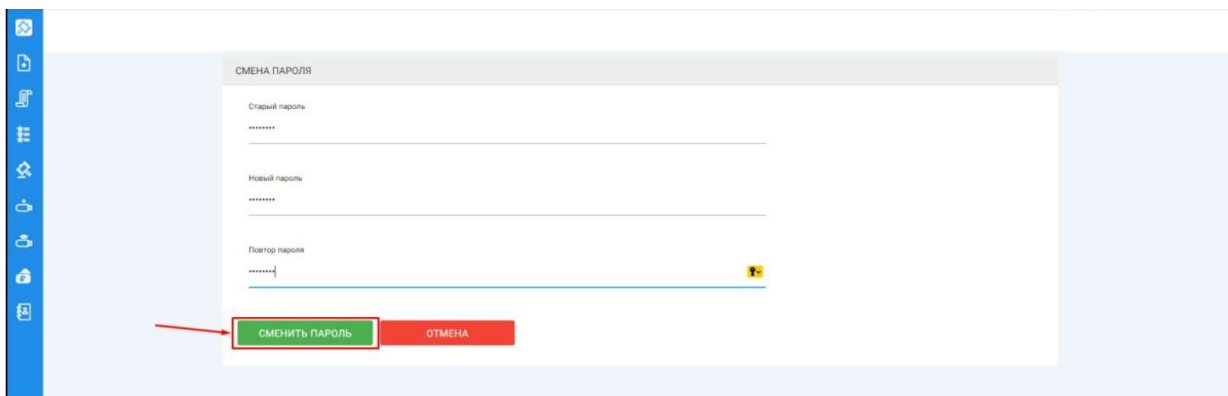 СМЕНА ПАРОЛЯ
Старый пароль
Новый пароль
Повтор пароля
СМЕНИТЬ ПАРОЛЬ ОТМЕНА